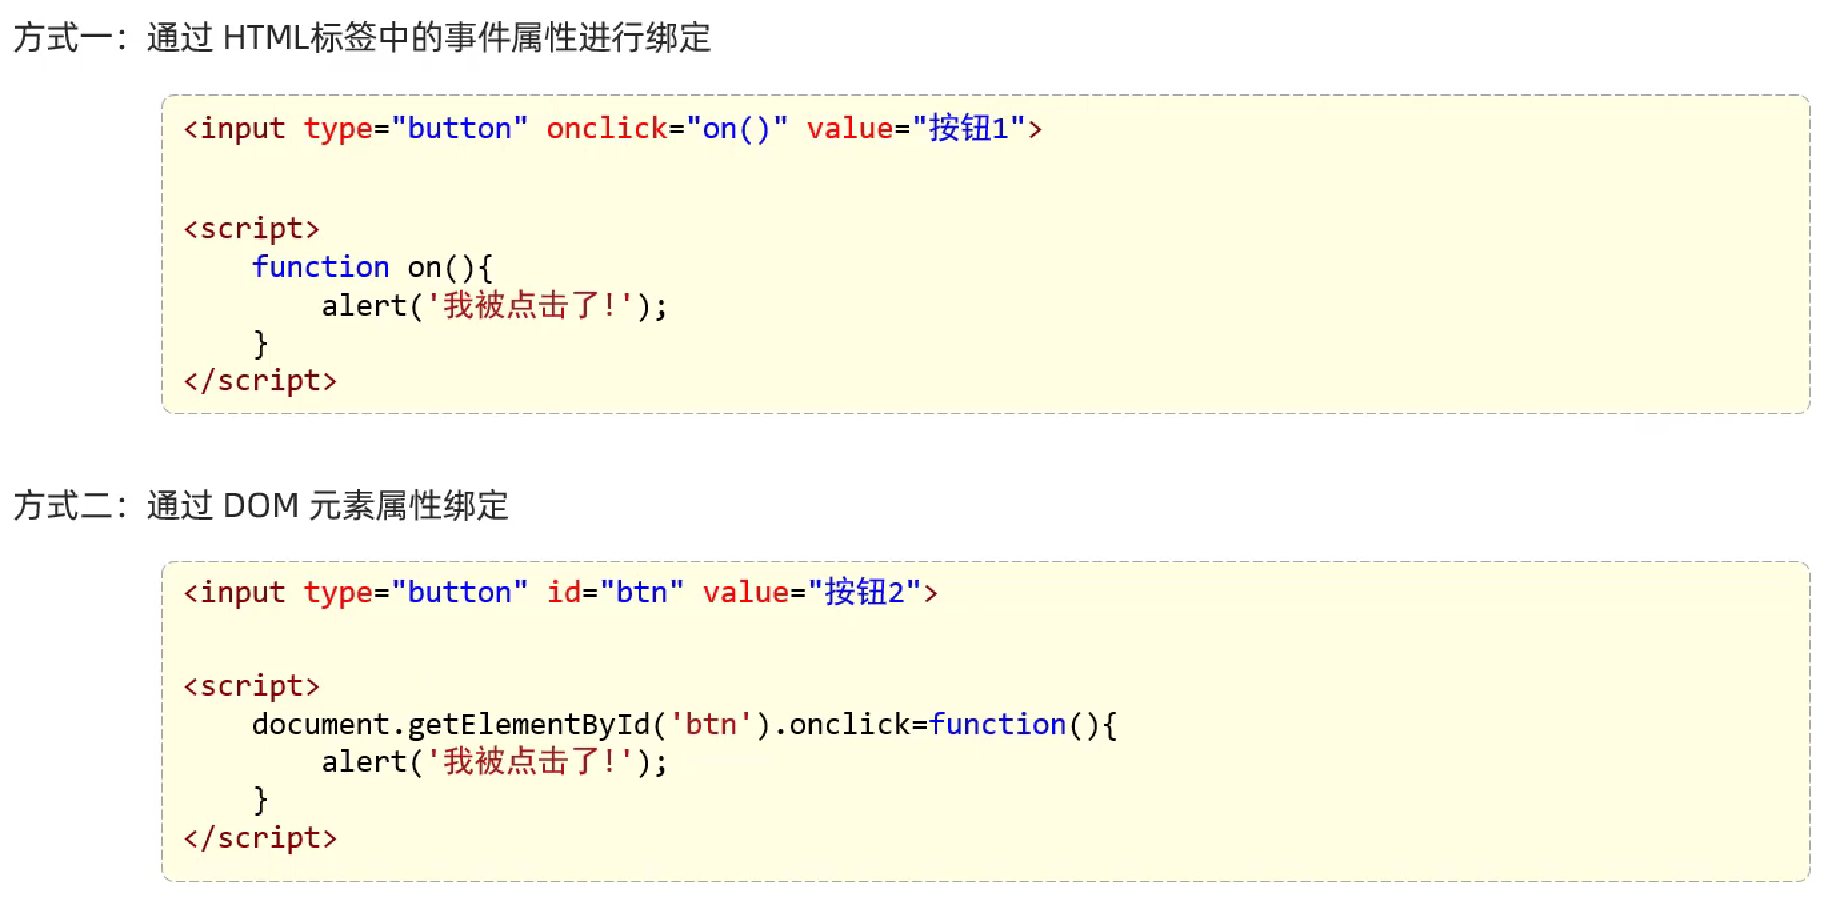 方式一：通过 HTML标签中的事件属性进行绑定
<input type="button" onclick="on()" value="按钮1">
<script>
    function on(){
        alert('我被点击了!');
    }
</script>
方式二：通过 DOM 元素属性绑定
<input type="button" id="btn" value="按钮2">
<script>
    document.getElementById('btn').onclick=function(){
        alert('我被点击了!');
    }
</script>